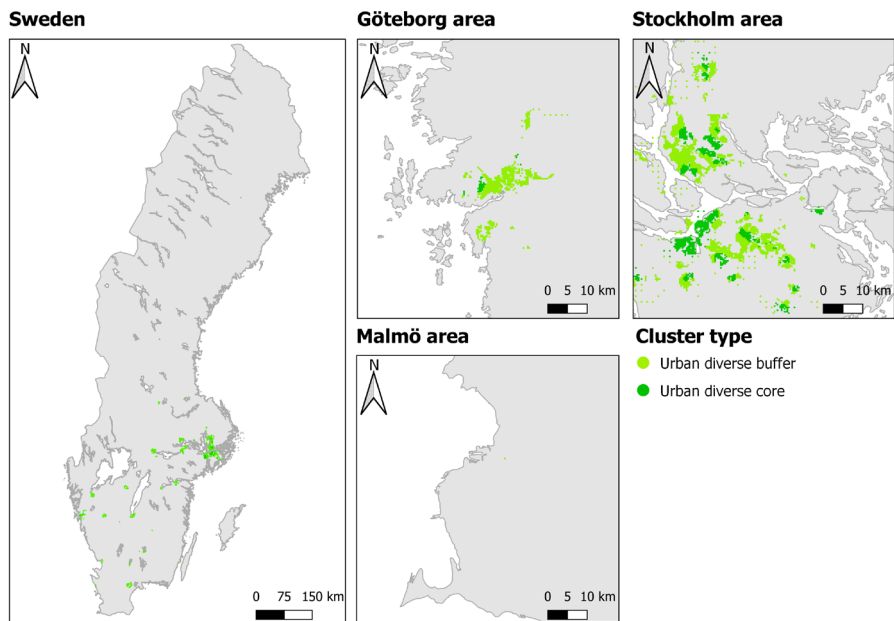 Sweden
N
0 75 150 km
Göteborg area
N
0 5 10 km
Stockholm area
N
0 5 10 km
Malmö area
N
0 5 10 km
Cluster type
Urban diverse buffer
Urban diverse core